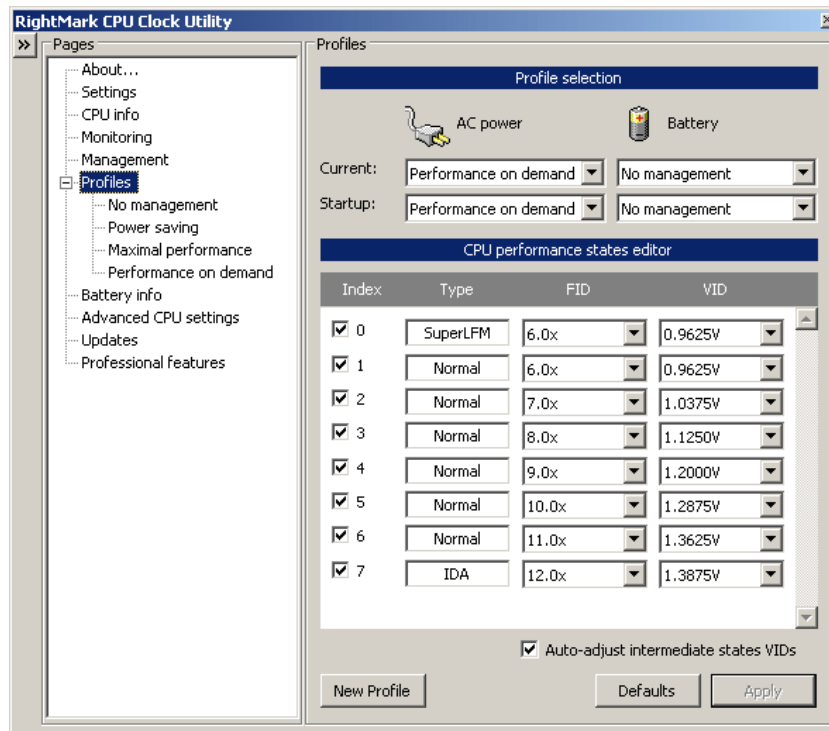 RightMark CPU Clock Utility
Pages
About...
Settings
CPU info
Monitoring
Management
Profiles
No management
Power saving
Maximal performance
Performance on demand
Battery info
Advanced CPU settings
Updates
Professional features
Profiles
Profile selection
AC power Battery
Current: Performance on demand No management
Startup: Performance on demand No management
CPU performance states editor
Index Type FID VID
0 SuperLFM 6.0x 0.9625V
1 Normal 6.0x 0.9625V
2 Normal 7.0x 1.0375V
3 Normal 8.0x 1.1250V
4 Normal 9.0x 1.2000V
5 Normal 10.0x 1.2875V
6 Normal 11.0x 1.3625V
7 IDA 12.0x 1.3875V
Auto-adjust intermediate states VIDs
New Profile Defaults Apply